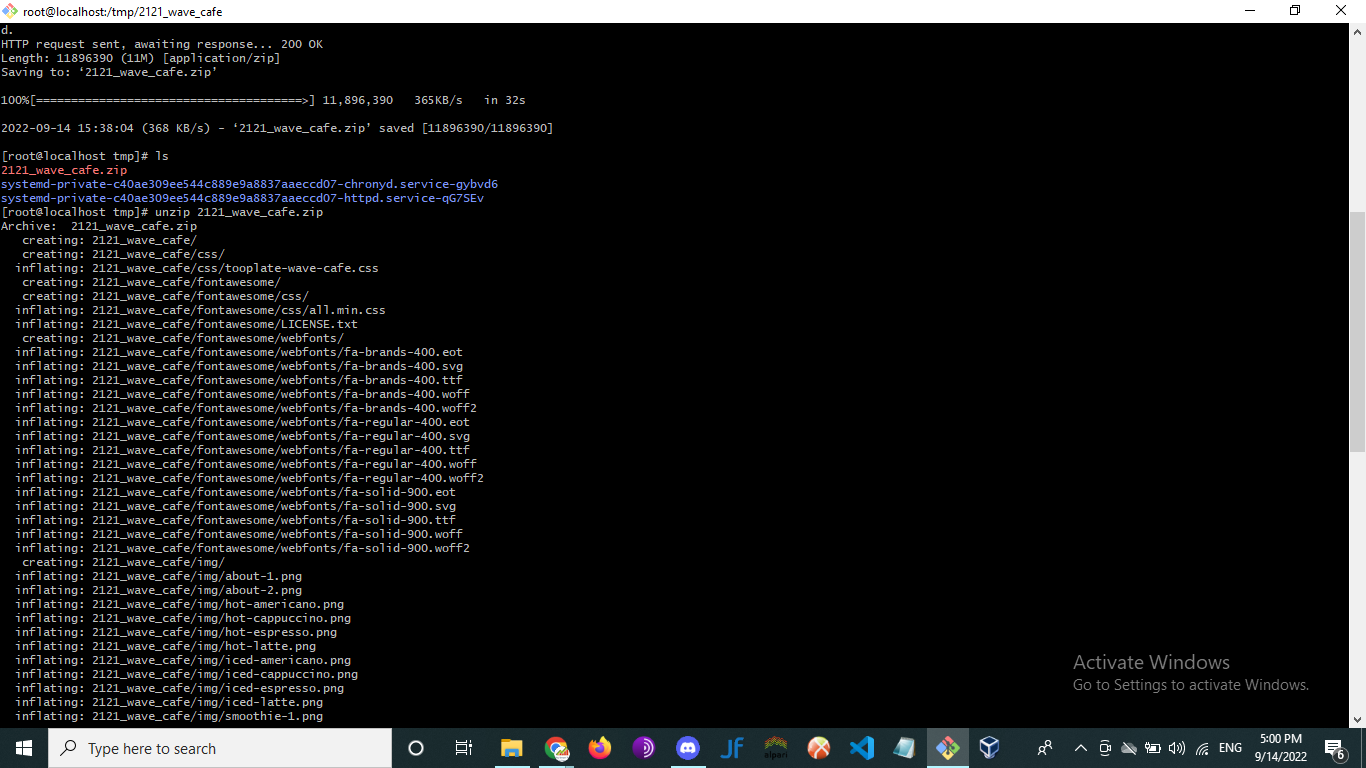 root@localhost:/tmp/2121_wave_cafe
d.
HTTP request sent, awaiting response... 200 OK
Length: 11896390 (11M) [application/zip]
Saving to: ‘2121_wave_cafe.zip’
100%[======================================>] 11,896,390   365KB/s   in 32s
2022-09-14 15:38:04 (368 KB/s) - ‘2121_wave_cafe.zip’ saved [11896390/11896390]
[root@localhost tmp]# ls
2121_wave_cafe.zip
systemd-private-c40ae309ee544c889e9a8837aaeccd07-chronyd.service-gybvd6
systemd-private-c40ae309ee544c889e9a8837aaeccd07-httpd.service-qG7SEv
[root@localhost tmp]# unzip 2121_wave_cafe.zip
Archive:  2121_wave_cafe.zip
   creating: 2121_wave_cafe/
   creating: 2121_wave_cafe/css/
  inflating: 2121_wave_cafe/css/tooplate-wave-cafe.css
   creating: 2121_wave_cafe/fontawesome/
   creating: 2121_wave_cafe/fontawesome/css/
  inflating: 2121_wave_cafe/fontawesome/css/all.min.css
  inflating: 2121_wave_cafe/fontawesome/LICENSE.txt
   creating: 2121_wave_cafe/fontawesome/webfonts/
  inflating: 2121_wave_cafe/fontawesome/webfonts/fa-brands-400.eot
  inflating: 2121_wave_cafe/fontawesome/webfonts/fa-brands-400.svg
  inflating: 2121_wave_cafe/fontawesome/webfonts/fa-brands-400.ttf
  inflating: 2121_wave_cafe/fontawesome/webfonts/fa-brands-400.woff
  inflating: 2121_wave_cafe/fontawesome/webfonts/fa-brands-400.woff2
  inflating: 2121_wave_cafe/fontawesome/webfonts/fa-regular-400.eot
  inflating: 2121_wave_cafe/fontawesome/webfonts/fa-regular-400.svg
  inflating: 2121_wave_cafe/fontawesome/webfonts/fa-regular-400.ttf
  inflating: 2121_wave_cafe/fontawesome/webfonts/fa-regular-400.woff
  inflating: 2121_wave_cafe/fontawesome/webfonts/fa-regular-400.woff2
  inflating: 2121_wave_cafe/fontawesome/webfonts/fa-solid-900.eot
  inflating: 2121_wave_cafe/fontawesome/webfonts/fa-solid-900.svg
  inflating: 2121_wave_cafe/fontawesome/webfonts/fa-solid-900.ttf
  inflating: 2121_wave_cafe/fontawesome/webfonts/fa-solid-900.woff
  inflating: 2121_wave_cafe/fontawesome/webfonts/fa-solid-900.woff2
   creating: 2121_wave_cafe/img/
  inflating: 2121_wave_cafe/img/about-1.png
  inflating: 2121_wave_cafe/img/about-2.png
  inflating: 2121_wave_cafe/img/hot-americano.png
  inflating: 2121_wave_cafe/img/hot-cappuccino.png
  inflating: 2121_wave_cafe/img/hot-espresso.png
  inflating: 2121_wave_cafe/img/hot-latte.png
  inflating: 2121_wave_cafe/img/iced-americano.png
  inflating: 2121_wave_cafe/img/iced-cappuccino.png
  inflating: 2121_wave_cafe/img/iced-espresso.png
  inflating: 2121_wave_cafe/img/iced-latte.png
  inflating: 2121_wave_cafe/img/smoothie-1.png
Activate Windows
Go to Settings to activate Windows.
Type here to search
JF
ENG
5:00 PM
9/14/2022
6